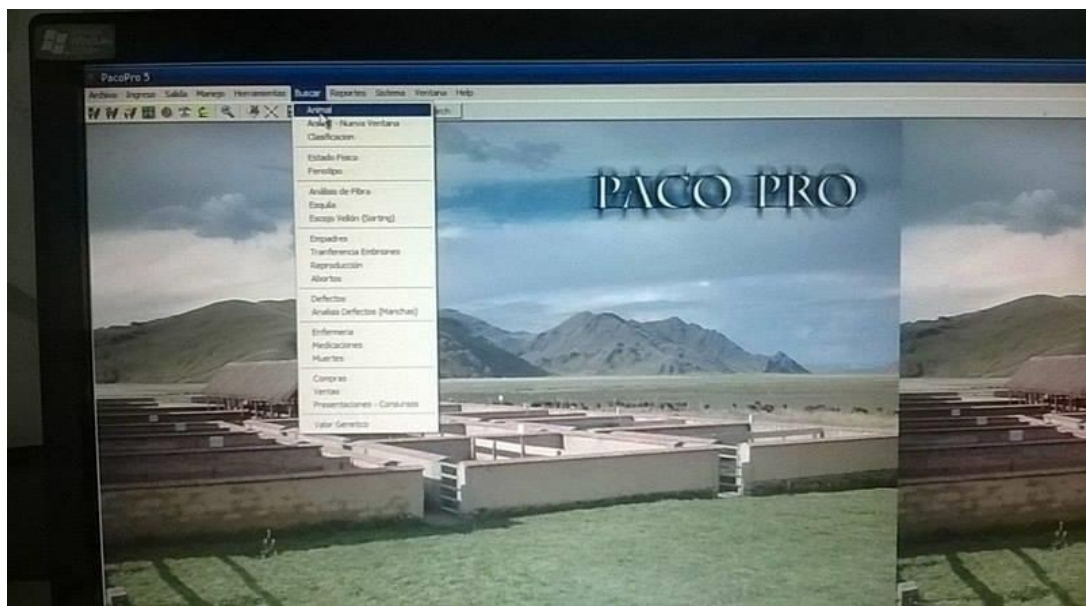 PacoPro 5
Archivo Ingreso Salida Manejo Herramientas Buscar Reportes Sistema Ventana Help
Animal
Animal - Nueva Ventana
Clasificacion
Estado Fisico
Fenotipo
Análisis de Fibra
Esquila
Escojo Vellón (Sorting)
Empadres
Tranferencia Embriones
Reproducción
Abortos
Defectos
Analisis Defectos (Manchas)
Enfermeria
Medicaciones
Muertes
Compras
Ventas
Presentaciones - Concursos
Valor Genetico
PACO PRO